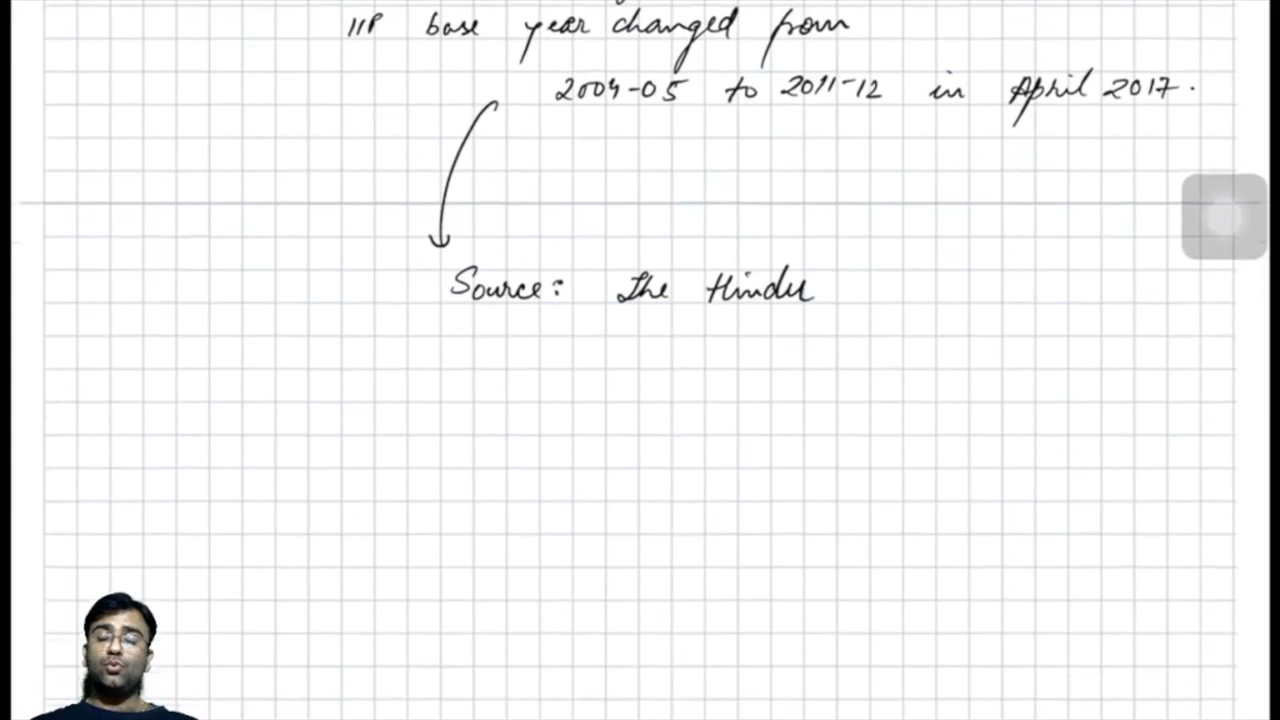 IIP base year changed from
2004-05 to 2011-12 in April 2017.
Source: The Hindu